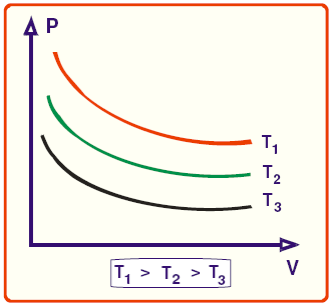 P
T₁
T₂
T₃
V
T₁ > T₂ > T₃